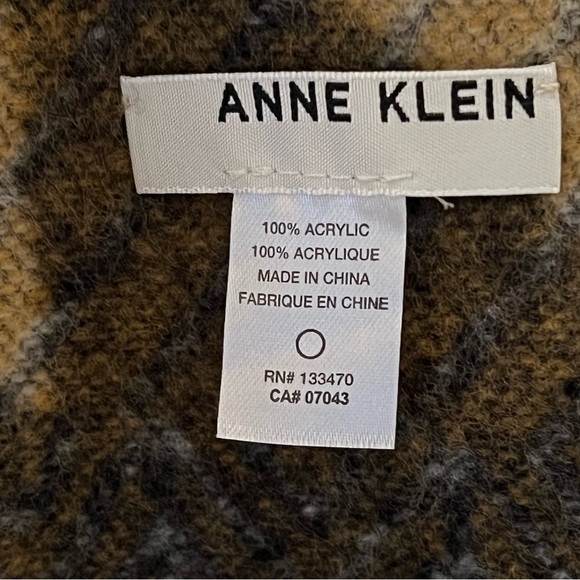 ANNE KLEIN
100% ACRYLIC
100% ACRYLIQUE
MADE IN CHINA
FABRIQUE EN CHINE
RN# 133470
CA# 07043